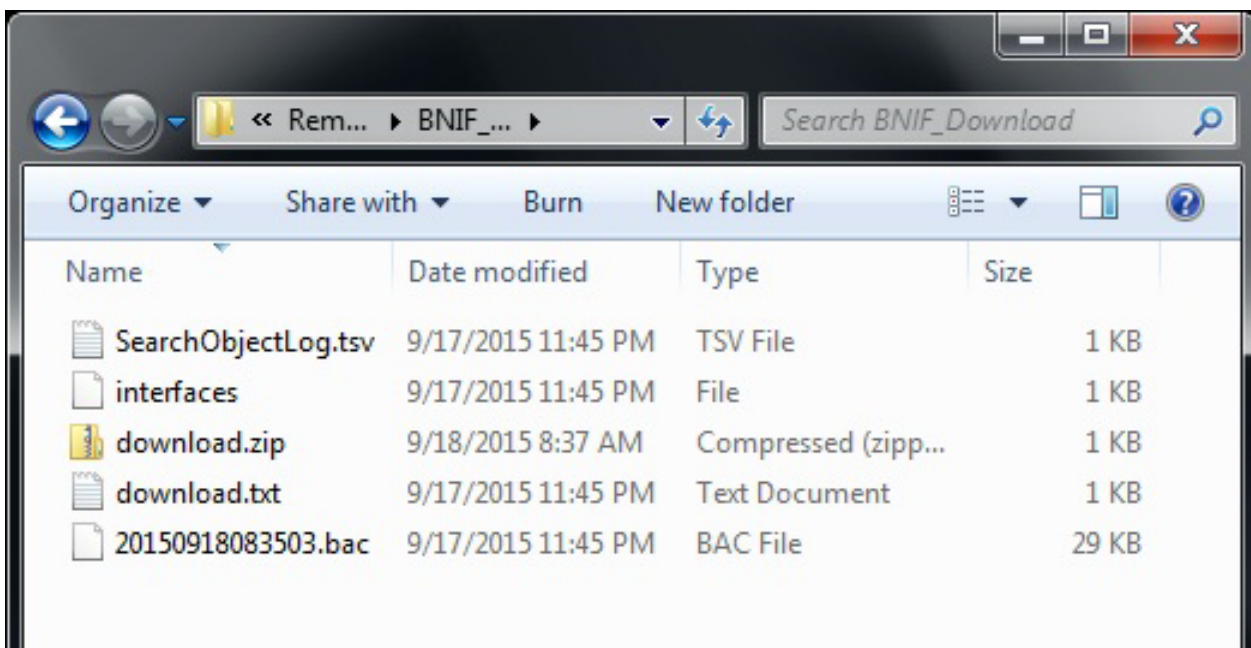 « Rem... ▸ BNIF_... ▸ Search BNIF_Download
Organize Share with Burn New folder
Name Date modified Type Size
SearchObjectLog.tsv 9/17/2015 11:45 PM TSV File 1 KB
interfaces 9/17/2015 11:45 PM File 1 KB
download.zip 9/18/2015 8:37 AM Compressed (zipp... 1 KB
download.txt 9/17/2015 11:45 PM Text Document 1 KB
20150918083503.bac 9/17/2015 11:45 PM BAC File 29 KB